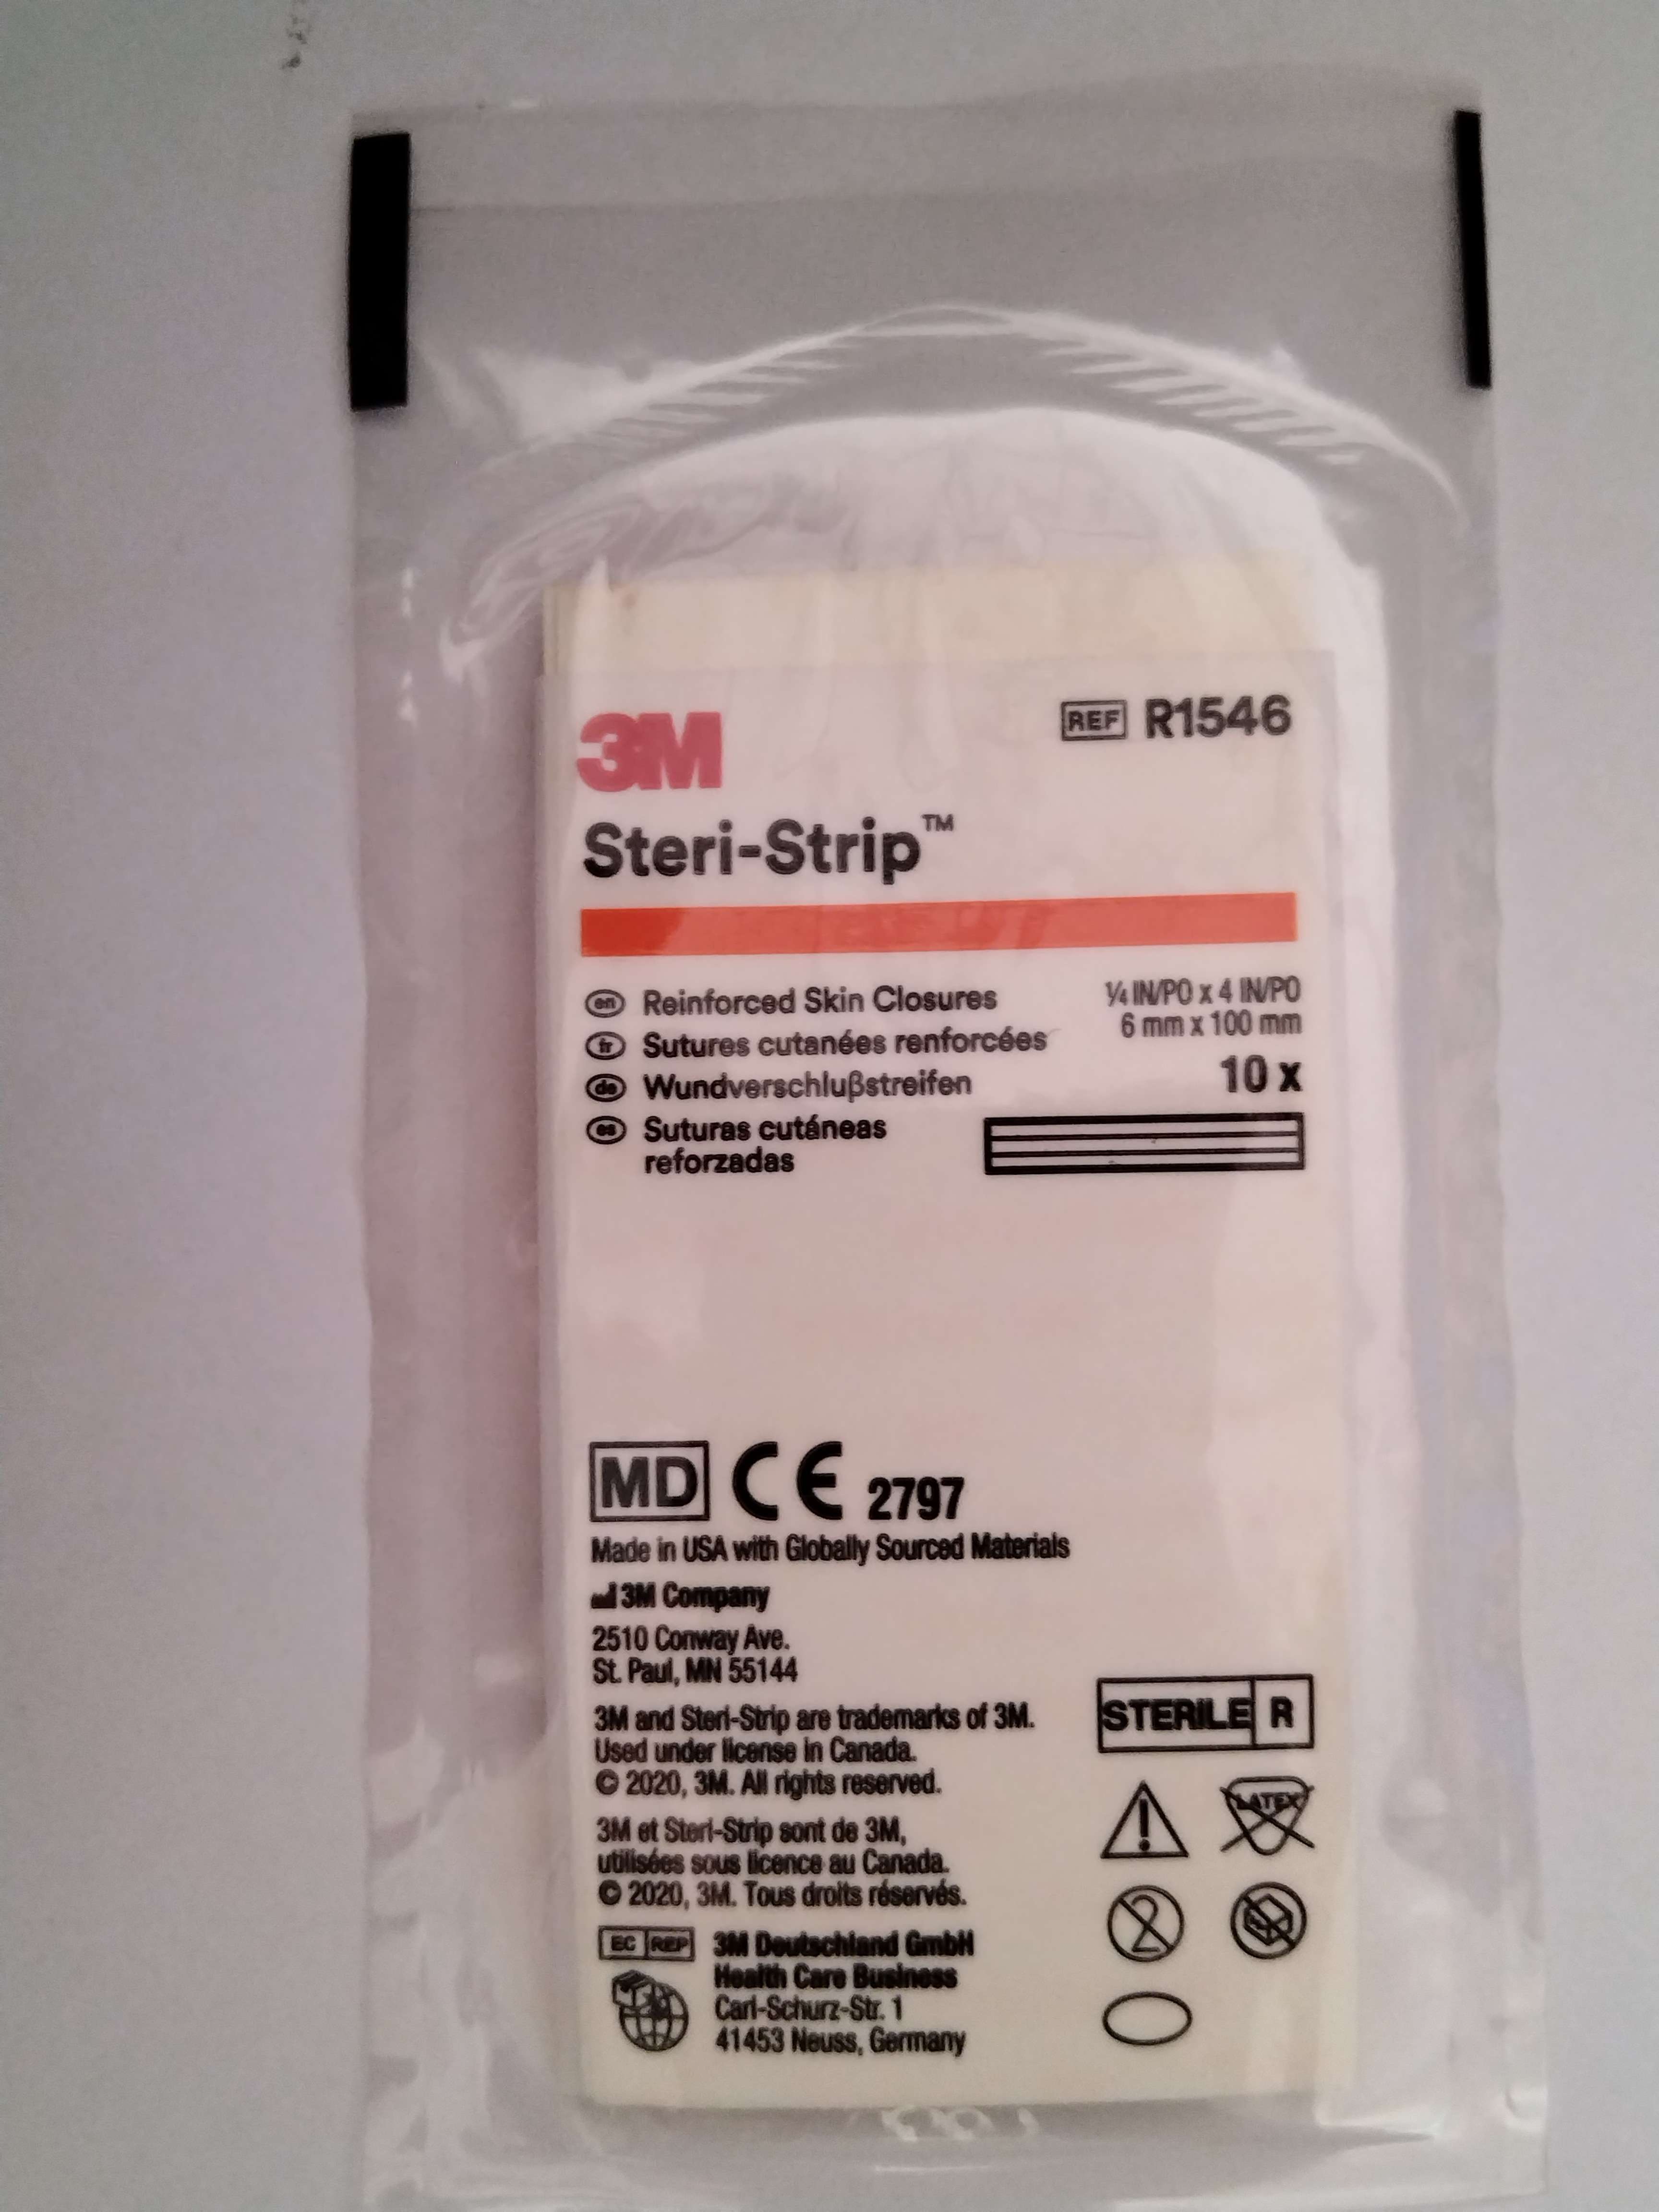 3M
REF R1546
Steri-Strip™
en Reinforced Skin Closures
fr Sutures cutanées renforcées
de Wundverschlußstreifen
es Suturas cutáneas
reforzadas
¼ IN/PO x 4 IN/PO
6 mm x 100 mm
10 x
MD CE 2797
Made in USA with Globally Sourced Materials
3M Company
2510 Conway Ave.
St. Paul, MN 55144
3M and Steri-Strip are trademarks of 3M.
Used under license in Canada.
© 2020, 3M. All rights reserved.
3M et Steri-Strip sont de 3M,
utilisées sous licence au Canada.
© 2020, 3M. Tous droits réservés.
EC REP 3M Deutschland GmbH
Health Care Business
Carl-Schurz-Str. 1
41453 Neuss, Germany
STERILE R
LATEX
2